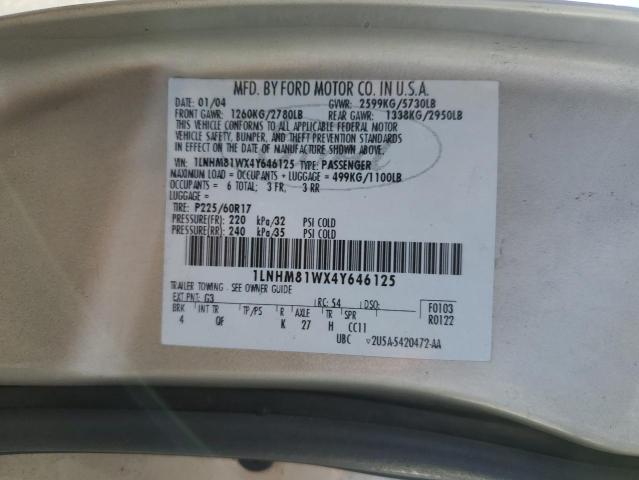 MFD. BY FORD MOTOR CO. IN U.S.A.
DATE: 01/04 GVWR: 2599KG/5730LB
FRONT GAWR: 1260KG/2780LB REAR GAWR: 1338KG/2950LB
THIS VEHICLE CONFORMS TO ALL APPLICABLE FEDERAL MOTOR
VEHICLE SAFETY, BUMPER, AND THEFT PREVENTION STANDARDS
IN EFFECT ON THE DATE OF MANUFACTURE SHOWN ABOVE.
VIN: 1LNHM81WX4Y646125 TYPE: PASSENGER
MAXIMUM LOAD = OCCUPANTS + LUGGAGE = 499KG/1100LB
OCCUPANTS = 6 TOTAL: 3 FR, 3 RR
LUGGAGE =
TIRE: P225/60R17
PRESSURE(FR): 220 kPa/32 PSI COLD
PRESSURE(RR): 240 kPa/35 PSI COLD
1LNHM81WX4Y646125
TRAILER TOWING - SEE OWNER GUIDE
EXT PNT: G3 RC: 54 DSO: F0103
BRK INT TR TP/PS R AXLE TR SPR R0122
4 QF K 27 H CC11
UBC ▽2U5A-5420472-AA